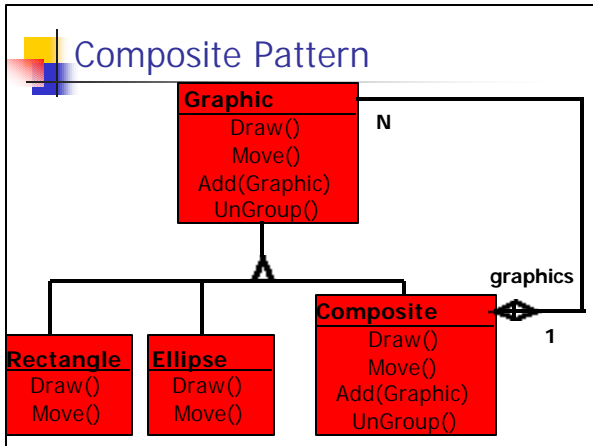 Composite Pattern
Graphic
Draw()
Move()
Add(Graphic)
UnGroup()
N
graphics
1
Rectangle
Draw()
Move()
Ellipse
Draw()
Move()
Composite
Draw()
Move()
Add(Graphic)
UnGroup()